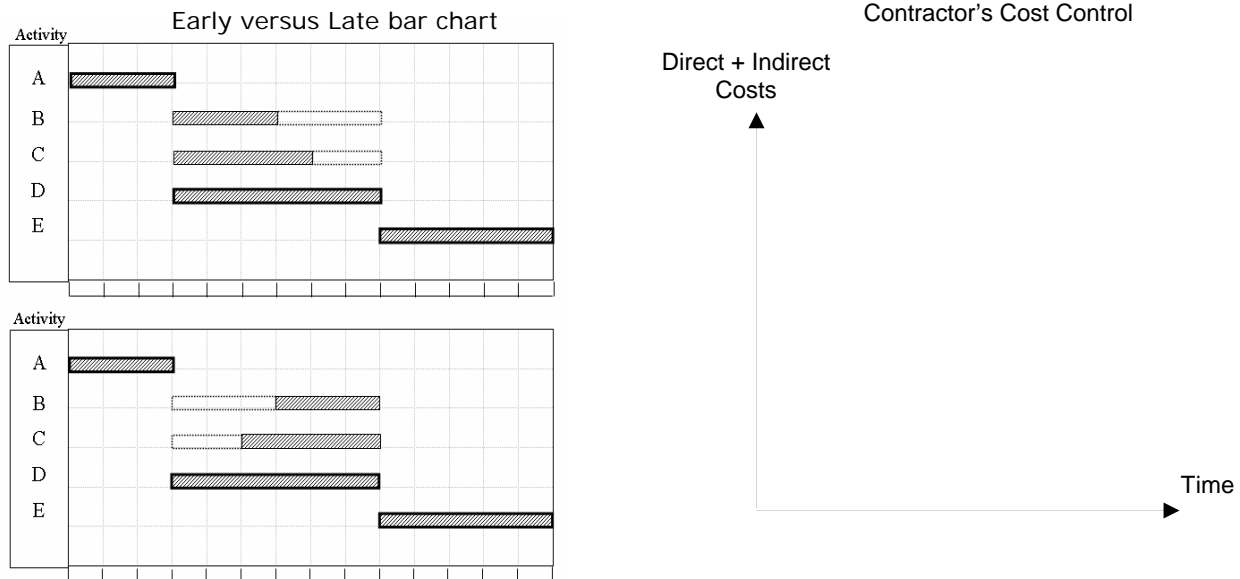 Early versus Late bar chart
Activity
A
B
C
D
E
Activity
A
B
C
D
E
Contractor's Cost Control
Direct + Indirect
Costs
Time